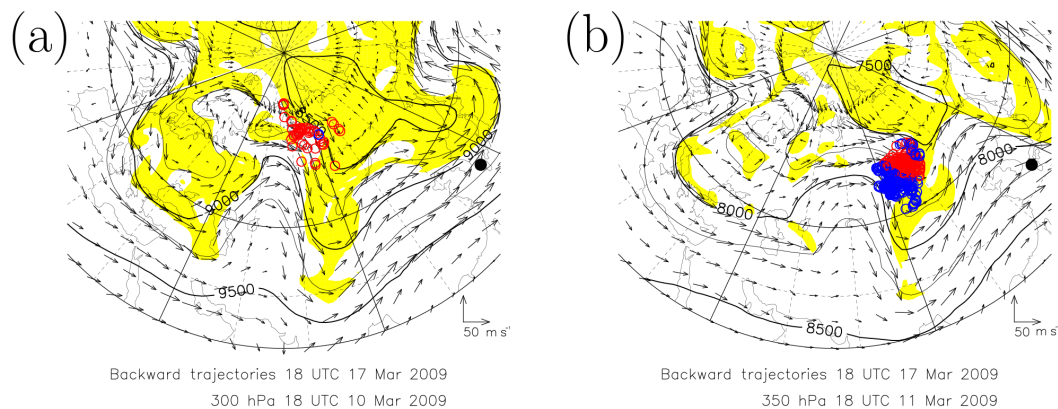 (a)
8500
9000
9000
9500
50 m s⁻¹
Backward trajectories 18 UTC 17 Mar 2009
300 hPa 18 UTC 10 Mar 2009
(b)
7500
8000
8000
8500
50 m s⁻¹
Backward trajectories 18 UTC 17 Mar 2009
350 hPa 18 UTC 11 Mar 2009